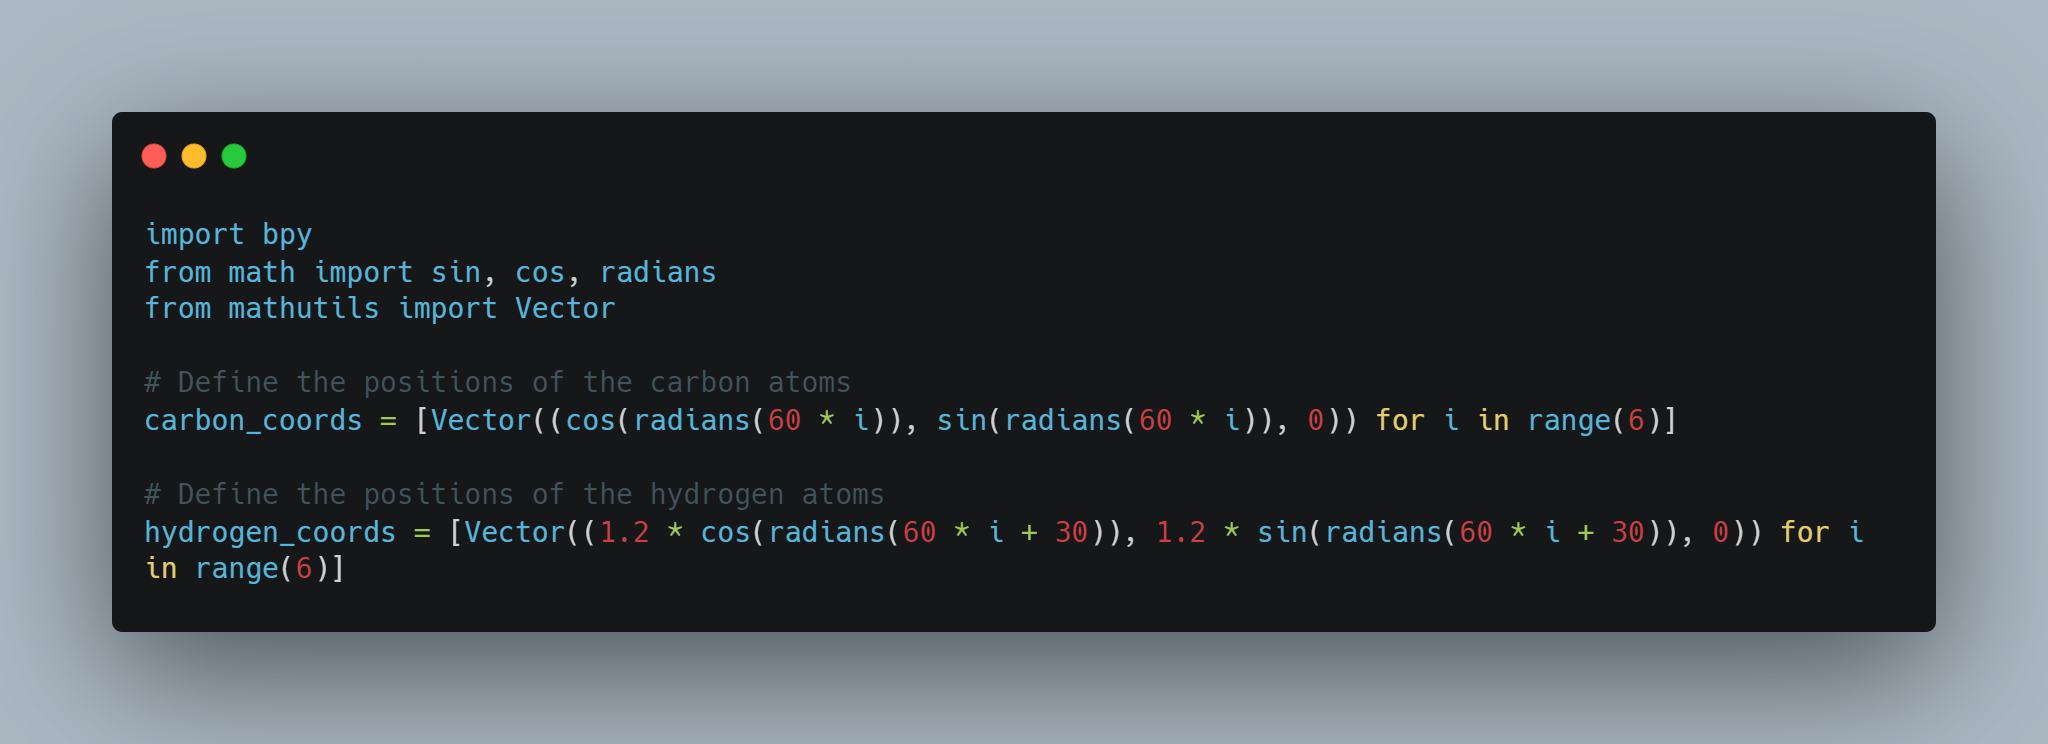 import bpy
from math import sin, cos, radians
from mathutils import Vector
# Define the positions of the carbon atoms
carbon_coords = [Vector((cos(radians(60 * i)), sin(radians(60 * i)), 0)) for i in range(6)]
# Define the positions of the hydrogen atoms
hydrogen_coords = [Vector((1.2 * cos(radians(60 * i + 30)), 1.2 * sin(radians(60 * i + 30)), 0)) for i
in range(6)]